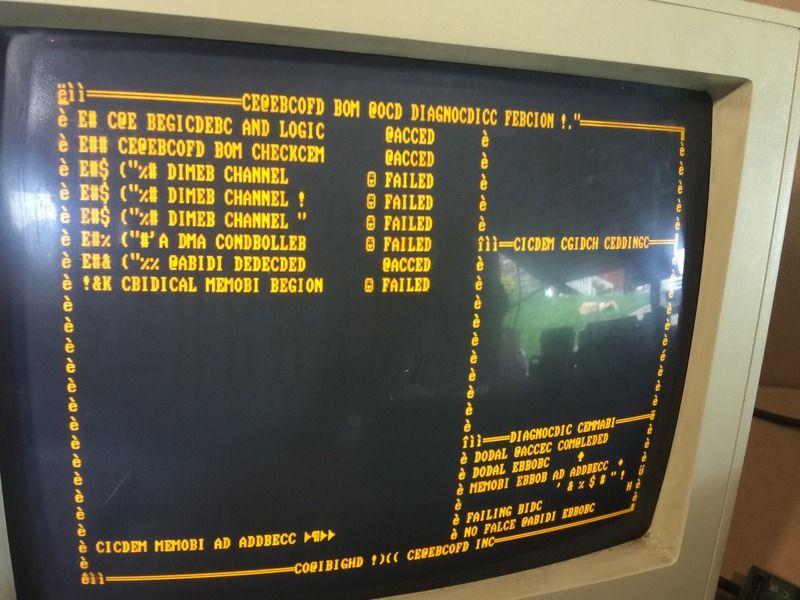 CE@EBCOFD BOM @OCD DIAGNOCDICC FEBCION !."
E# C@E BEGICDEBC AND LOGIC @ACCED
E## CE@EBCOFD BOM CHECKCEM @ACCED
E#$ ("%# DIMEB CHANNEL FAILED
E#$ ("%# DIMEB CHANNEL ! FAILED
E#$ ("%# DIMEB CHANNEL " FAILED
E#% ("#'A DMA CONDBOLLEB FAILED
E#& ("%% @ABIDI DEDECDED @ACCED
!&K CBIDICAL MEMOBI BEGION FAILED
CICDEM CGIDCH CEDDINGC
DIAGNOCDIC CEMMABI
DODAL @ACCEC COM@LEDED
DODAL EBBOBC ♠
MEMOBI EBBOB AD ADDBECC ♦
' & % $ # " !
FAILING BIDC
NO FALCE @ABIDI EBBOBC
CICDEM MEMOBI AD ADDBECC
CO@IBIGHD !)(( CE@EBCOFD INC